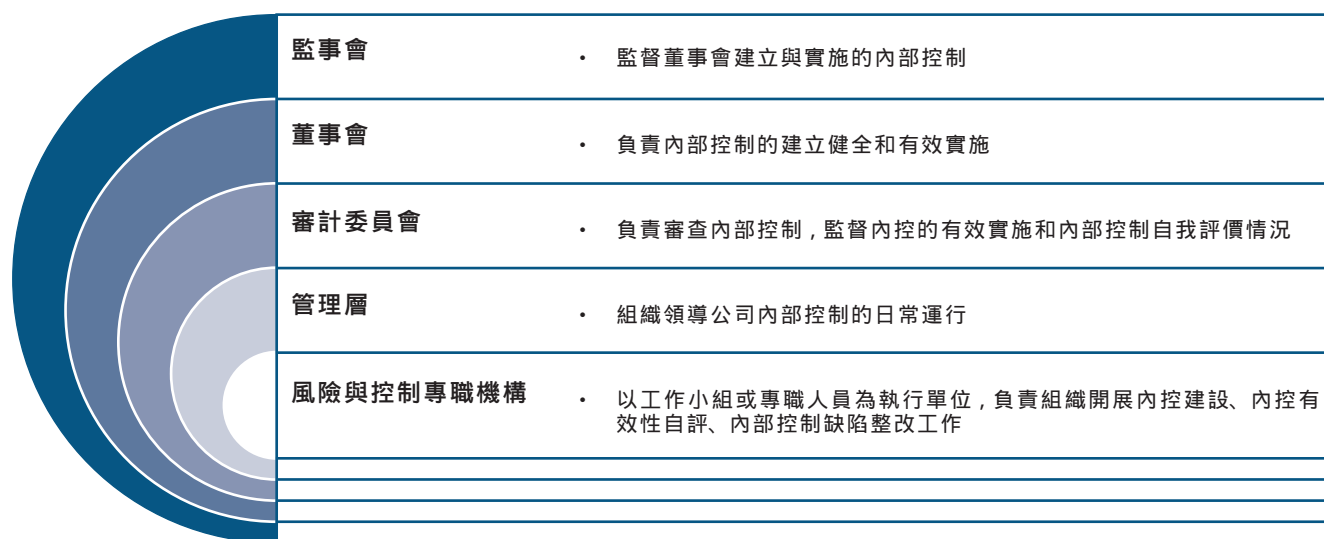 監事會
• 監督董事會建立與實施的內部控制
董事會
• 負責內部控制的建立健全和有效實施
審計委員會
• 負責審查內部控制，監督內控的有效實施和內部控制自我評價情況
管理層
• 組織領導公司內部控制的日常運行
風險與控制專職機構
• 以工作小組或專職人員為執行單位，負責組織開展內控建設、內控有
效性自評、內部控制缺陷整改工作